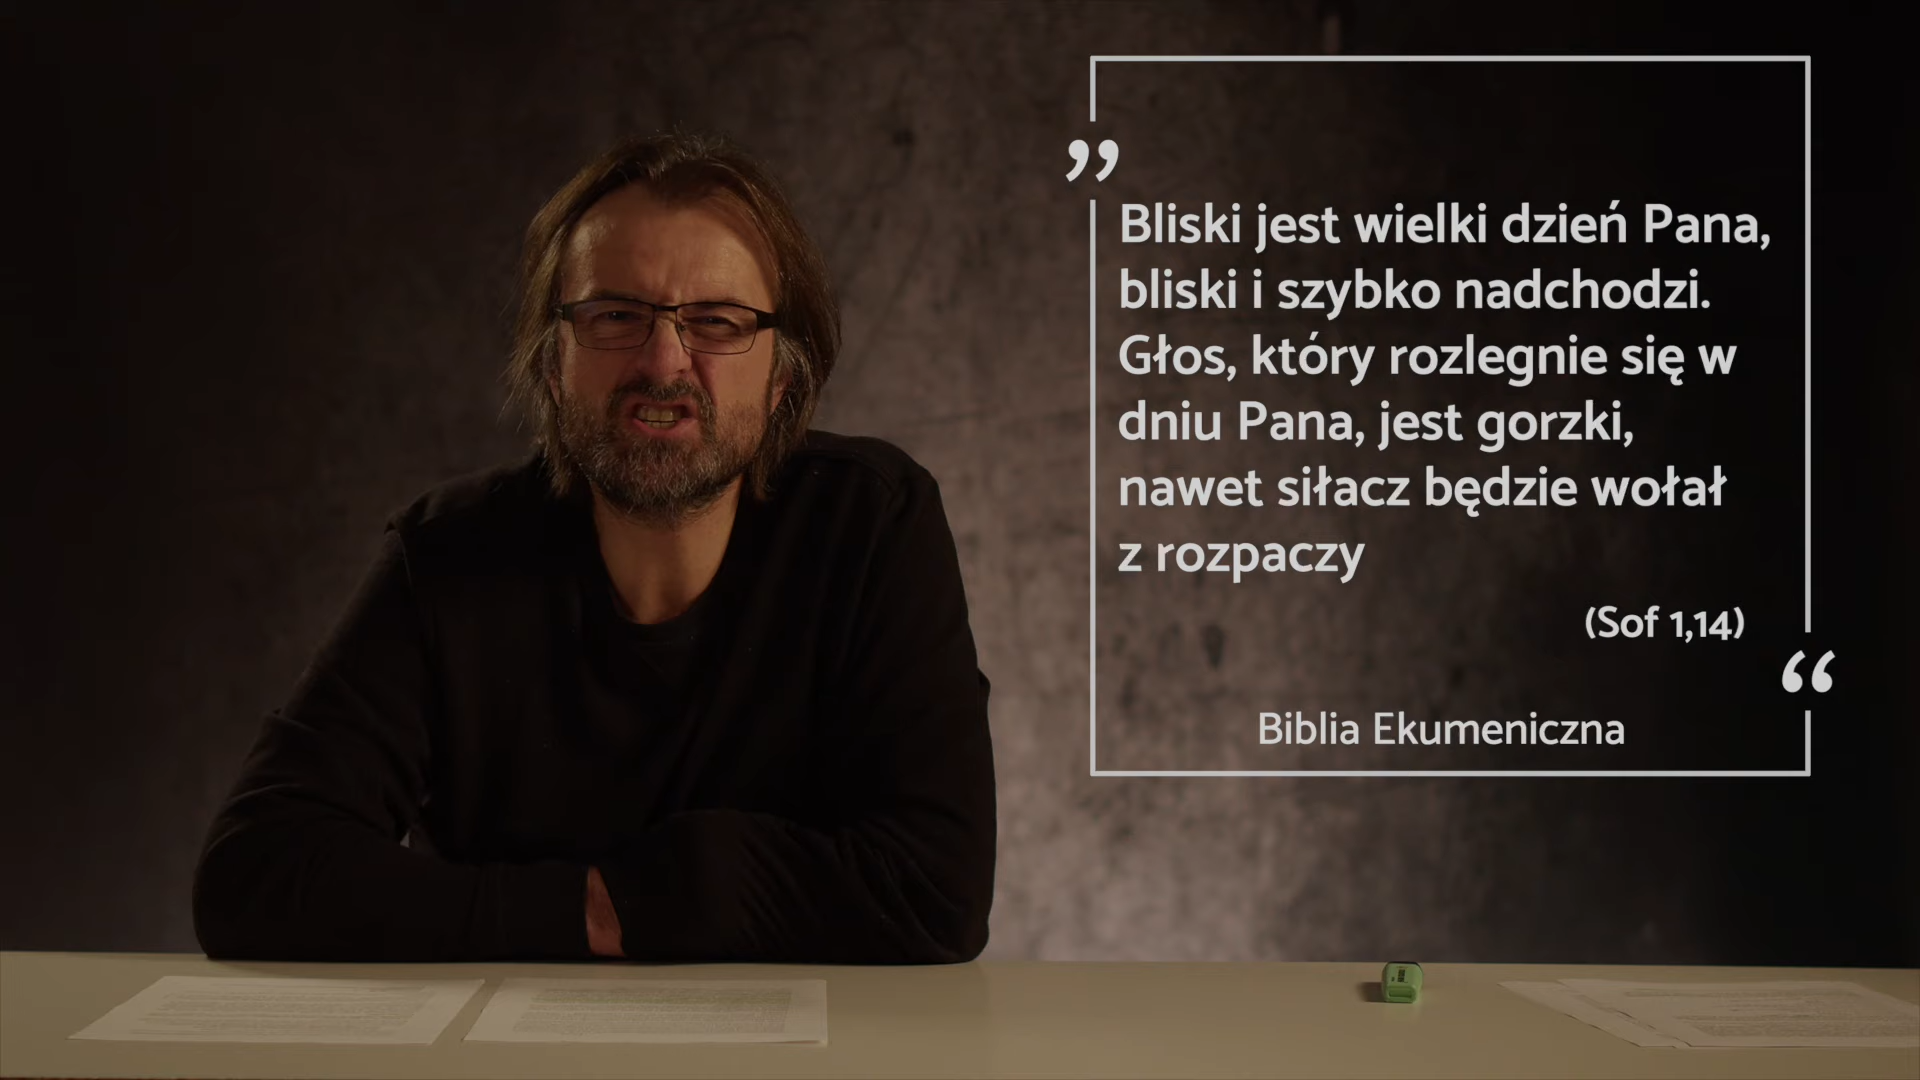 ”
Bliski jest wielki dzień Pana,
bliski i szybko nadchodzi.
Głos, który rozlegnie się w
dniu Pana, jest gorzki,
nawet siłacz będzie wołał
z rozpaczy
(Sof 1,14)
“
Biblia Ekumeniczna